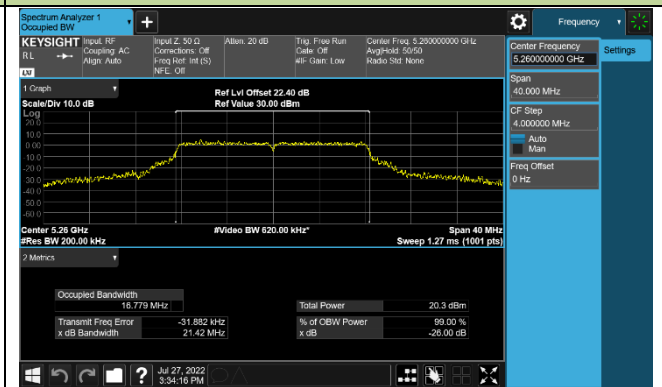 Spectrum Analyzer 1
Occupied BW
+
Frequency
KEYSIGHT
RL
Input: RF
Coupling: AC
Align: Auto
Input Z: 50 Ω
Corrections: Off
Freq Ref: Int (S)
NFE: Off
Atten: 20 dB
Trig: Free Run
Gate: Off
#IF Gain: Low
Center Freq: 5.260000000 GHz
Avg|Hold: 50/50
Radio Std: None
LXI
1 Graph
Scale/Div 10.0 dB
Ref Lvl Offset 22.40 dB
Ref Value 30.00 dBm
Log
20.0
10.0
0.00
-10.0
-20.0
-30.0
-40.0
-50.0
-60.0
Center 5.26 GHz
#Res BW 200.00 kHz
#Video BW 620.00 kHz*
Span 40 MHz
Sweep 1.27 ms (1001 pts)
2 Metrics
Occupied Bandwidth
16.779 MHz
Total Power 20.3 dBm
Transmit Freq Error -31.882 kHz
% of OBW Power 99.00 %
x dB Bandwidth 21.42 MHz
x dB -26.00 dB
?
Jul 27, 2022
3:34:16 PM
Center Frequency
5.260000000 GHz
Settings
Span
40.000 MHz
CF Step
4.000000 MHz
Auto
Man
Freq Offset
0 Hz